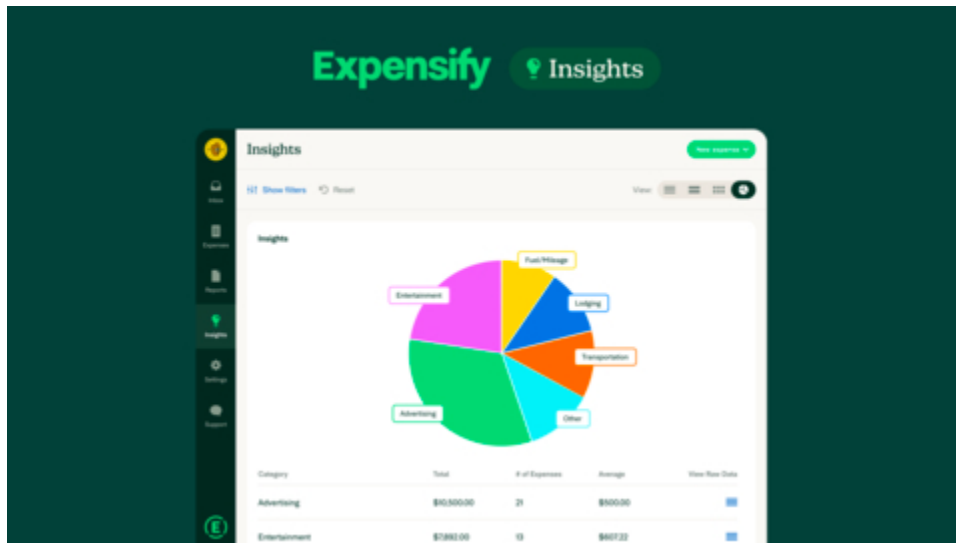 Expensify Insights
Insights
New expense
Show filters Reset View
Inbox
Expenses
Reports
Insights
Settings
Support
Insights
Fuel/Mileage
Entertainment
Lodging
Transportation
Advertising
Other
Category Total # of Expenses Average View Raw Data
Advertising $10,500.00 21 $500.00
Entertainment $7,892.00 13 $607.22
E